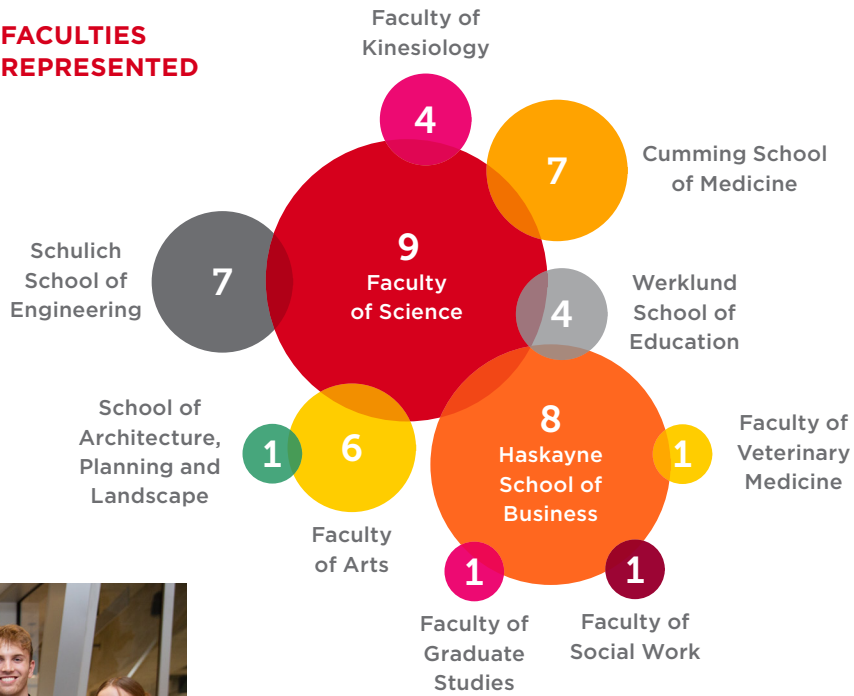 FACULTIES
REPRESENTED
Faculty of
Kinesiology
4
7
Cumming School
of Medicine
9
Faculty
of Science
Schulich
School of
Engineering
7
4
Werklund
School of
Education
School of
Architecture,
Planning and
Landscape
1
6
Faculty
of Arts
8
Haskayne
School of
Business
1
Faculty of
Veterinary
Medicine
1
Faculty of
Graduate
Studies
1
Faculty of
Social Work